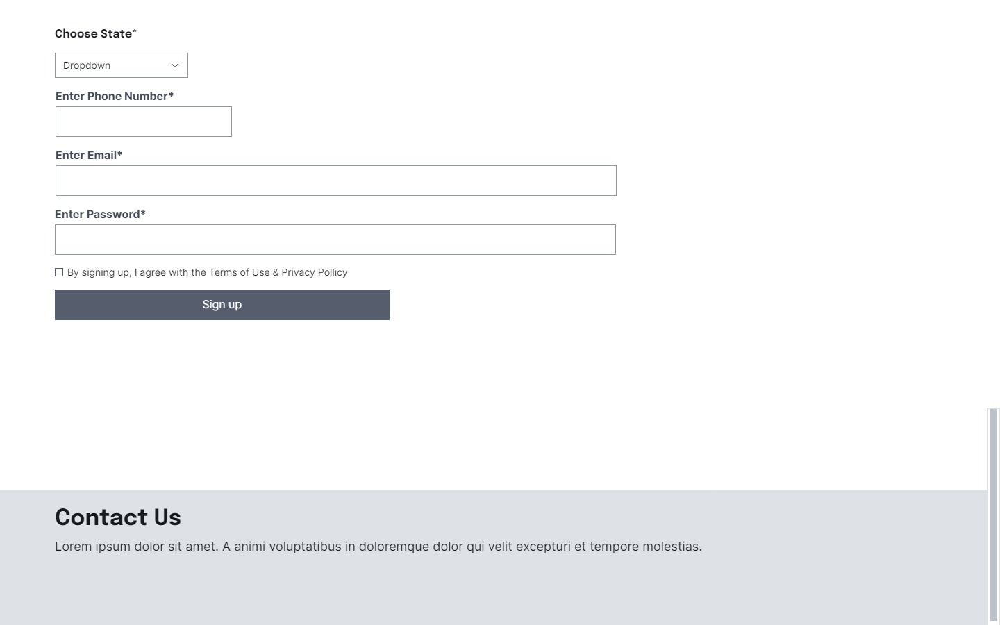 Choose State*
Dropdown
Enter Phone Number*
Enter Email*
Enter Password*
By signing up, I agree with the Terms of Use & Privacy Pollicy
Sign up
Contact Us
Lorem ipsum dolor sit amet. A animi voluptatibus in doloremque dolor qui velit excepturi et tempore molestias.